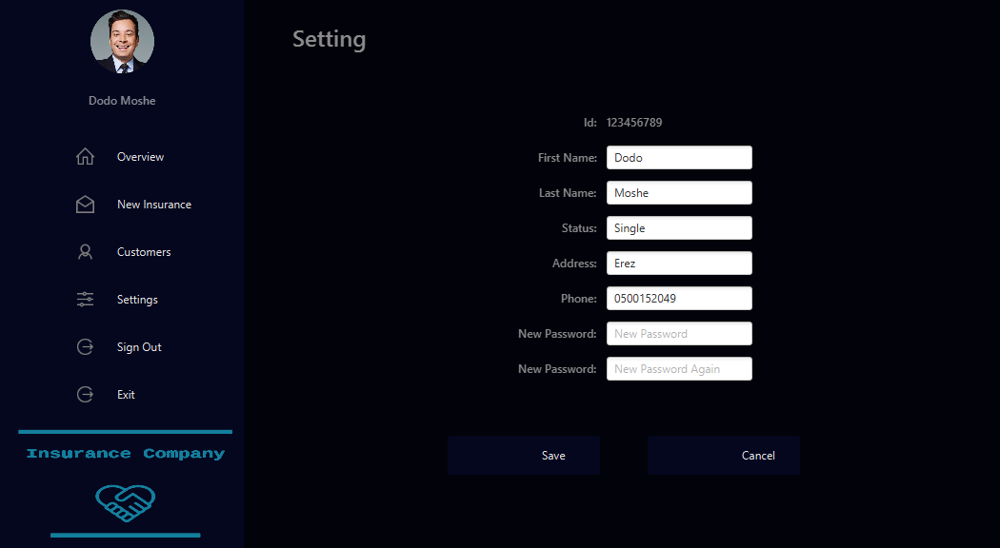 Dodo Moshe
Overview
New Insurance
Customers
Settings
Sign Out
Exit
Insurance Company
Setting
Id: 123456789
First Name: Dodo
Last Name: Moshe
Status: Single
Address: Erez
Phone: 0500152049
New Password: New Password
New Password: New Password Again
Save Cancel